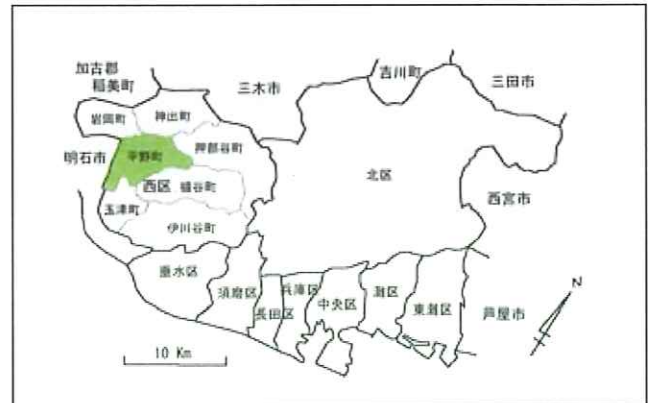 加古郡
稲美町
三木市
吉川町
三田市
岩岡町
神出町
押部谷町
明石市
平野町
西区
櫨谷町
北区
西宮市
玉津町
伊川谷町
垂水区
須磨区
長田区
兵庫区
中央区
灘区
東灘区
芦屋市
N
10 Km